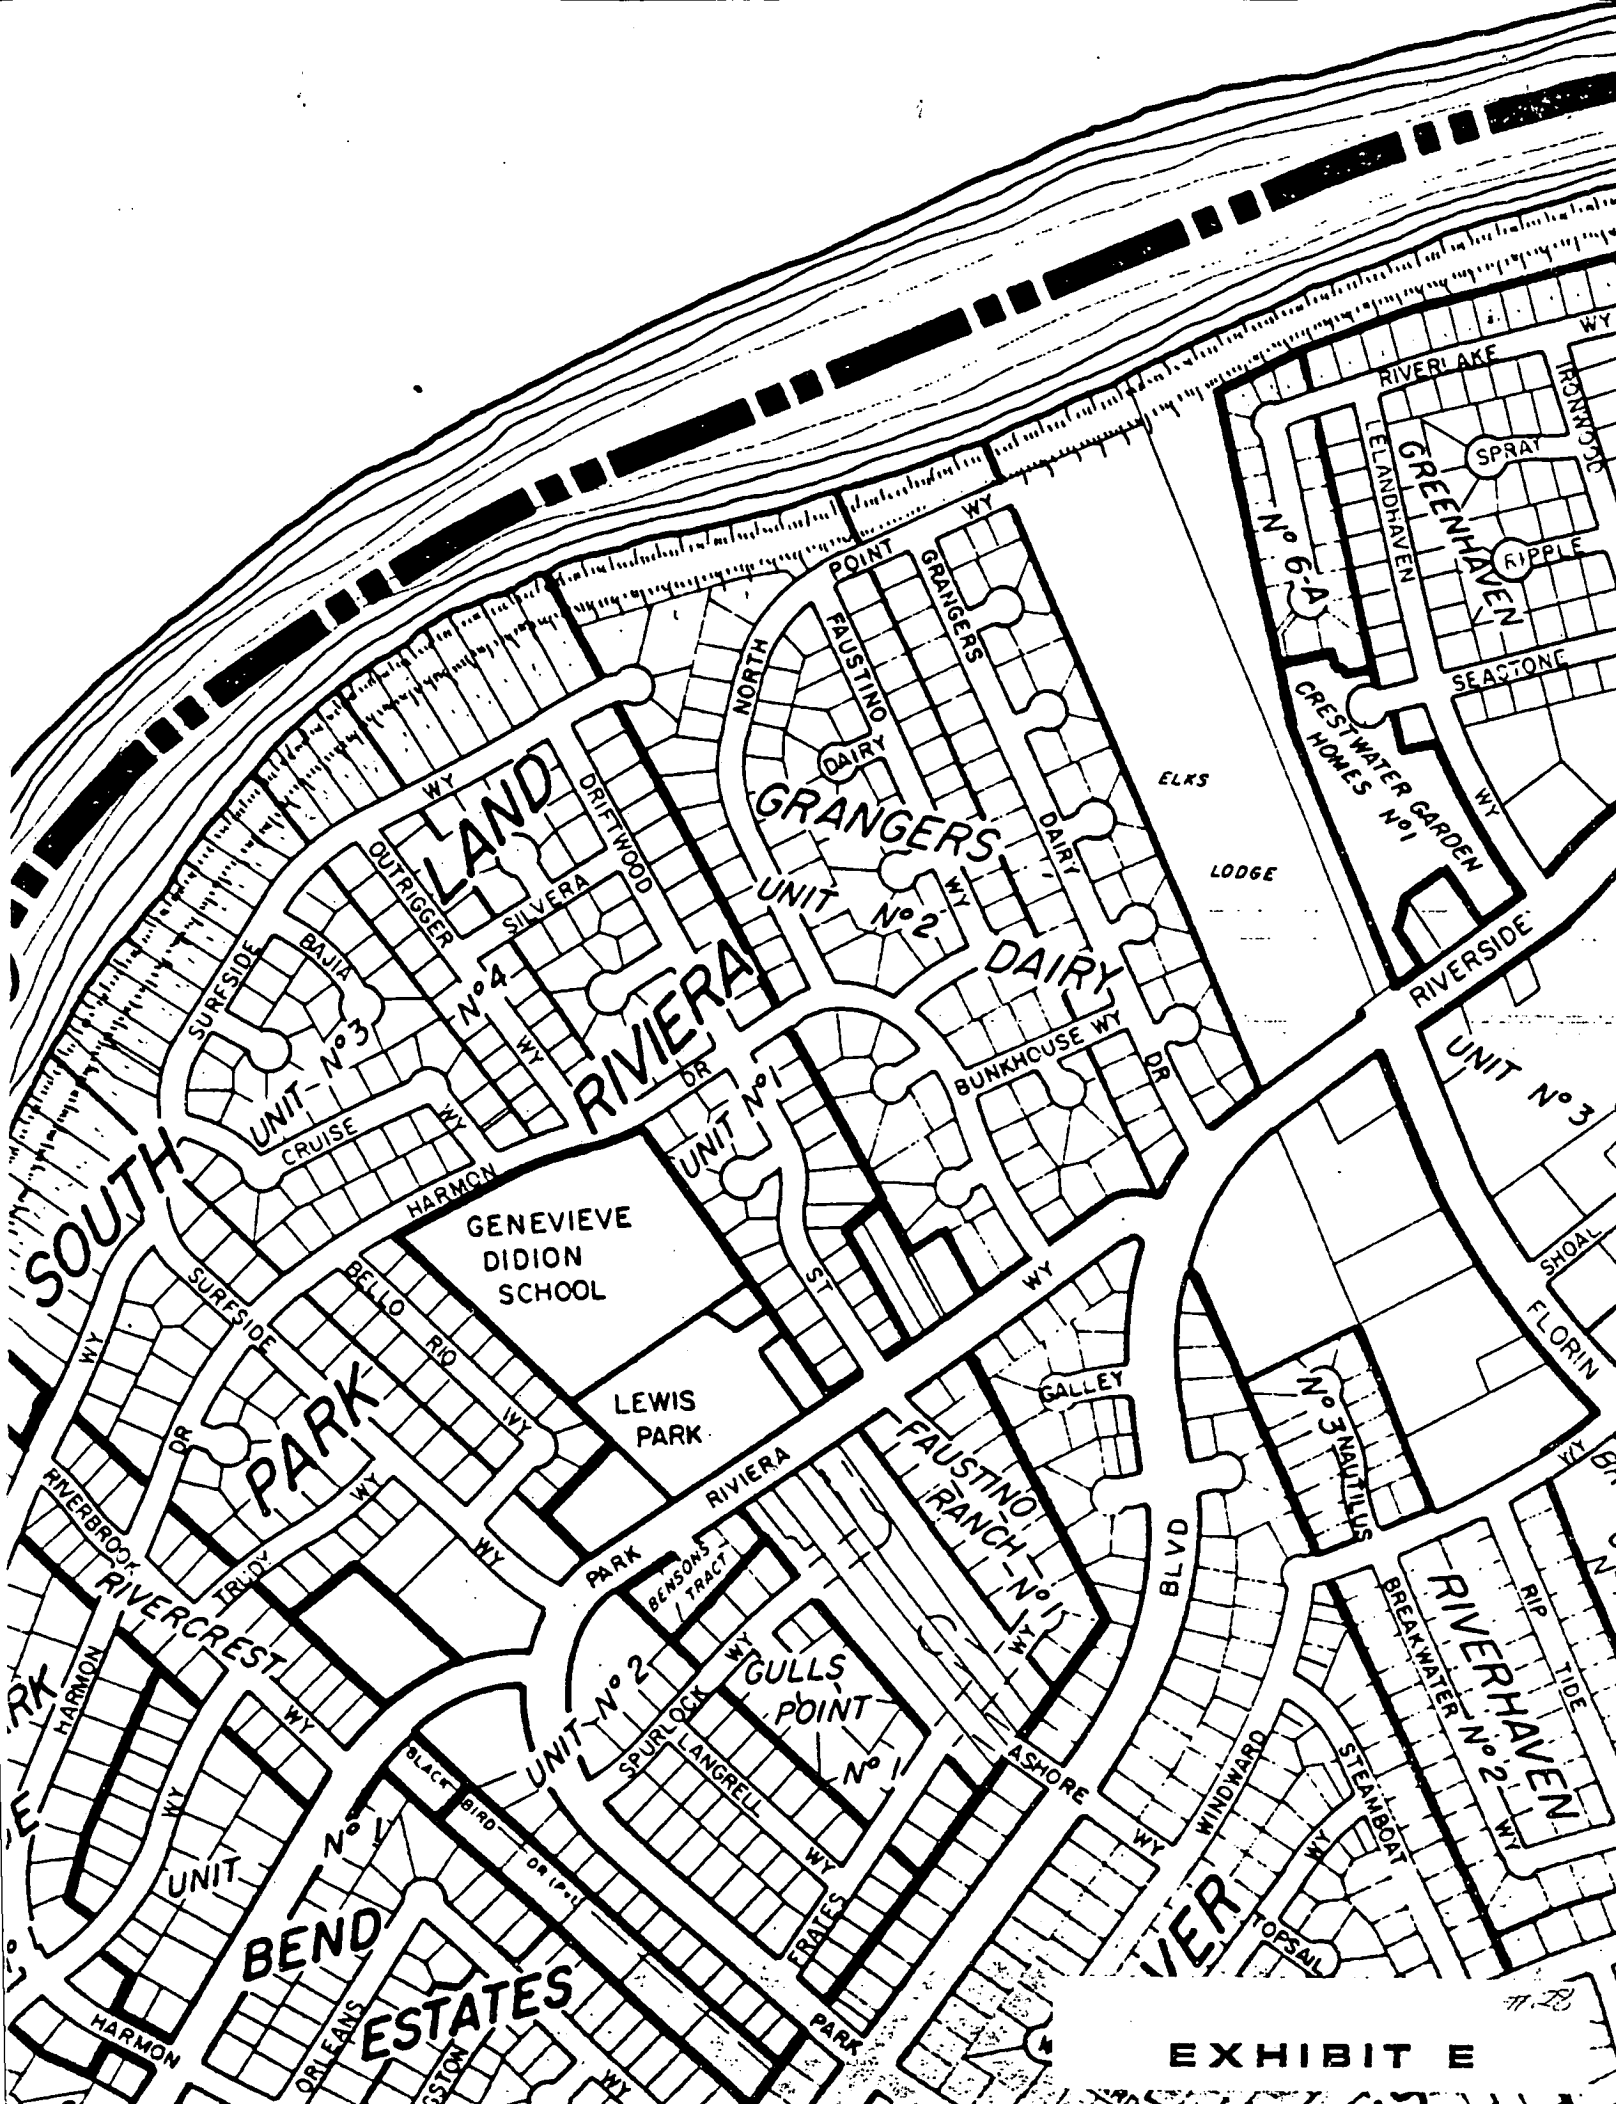 WY
RIVERLAKE
IRONWOOD
SPRAY
LELANDHAVEN
GREENHAVEN
Nº 6-A
RIPPLE
SEASTONE
WY
POINT
GRANGERS
FAUSTINO
NORTH
DAIRY
CRESTWATER GARDEN
HOMES Nº 1
WY
ELKS
LODGE
GRANGERS
DAIRY
UNIT Nº 2
WY
DAIRY
DR
BUNKHOUSE WY
RIVERSIDE
UNIT Nº 3
WY
LAND
DRIFTWOOD
OUTRIGGER
SILVERA
Nº 4
WY
BAJIA
SURFSIDE
UNIT Nº 3
CRUISE
WY
RIVIERA
DR
UNIT Nº 1
HARMON
SOUTH
GENEVIEVE
DIDION
SCHOOL
ST
WY
SHOAL
FLORIN
SURFSIDE
WY
BELLO
RIO
WY
LEWIS
PARK
GALLEY
Nº 3
NAUTILUS
WY
PARK
DR
WY
RIVIERA
FAUSTINO
RANCH Nº 1
WY
BLVD
RIVERBROOK
RIVERCREST
TRUDY
WY
PARK
BENSONS
TRACT
WY
GULLS
POINT
Nº 1
UNIT Nº 2
SPURLOCK
LANGRELL
WY
BREAKWATER
RIVERHAVEN
Nº 2
RIP
TIDE
WY
HARMON
WY
WY
BLACK
BIRD
DR
ASHORE
WY
WINDWARD
STEAMBOAT
WY
UNIT
Nº 1
BEND
ESTATES
ORLEANS
WY
FRATES
PARK
TOPSAIL
HARMON
EXHIBIT E